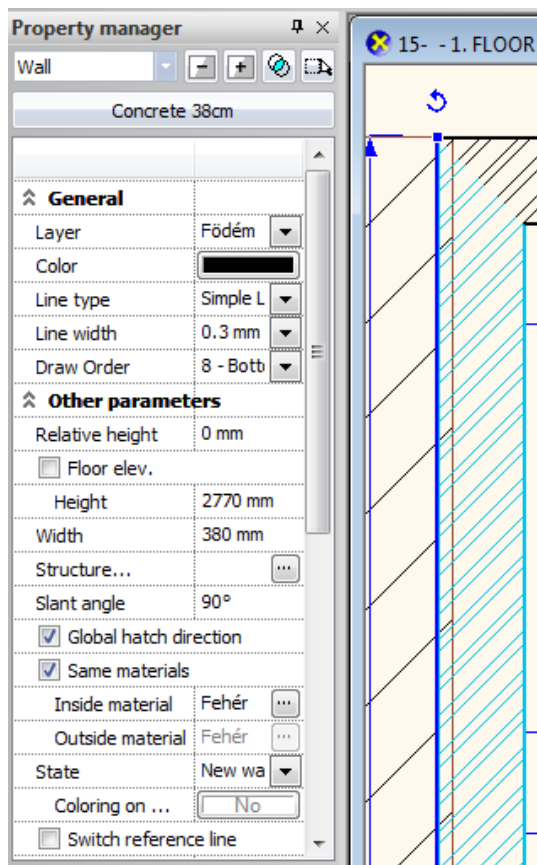 Property manager
15- - 1. FLOOR
Wall
Concrete 38cm
General
Layer Födém
Color
Line type Simple L
Line width 0.3 mm
Draw Order 8 - Bott
Other parameters
Relative height 0 mm
Floor elev.
Height 2770 mm
Width 380 mm
Structure...
Slant angle 90°
Global hatch direction
Same materials
Inside material Fehér
Outside material Fehér
State New wa
Coloring on ... No
Switch reference line